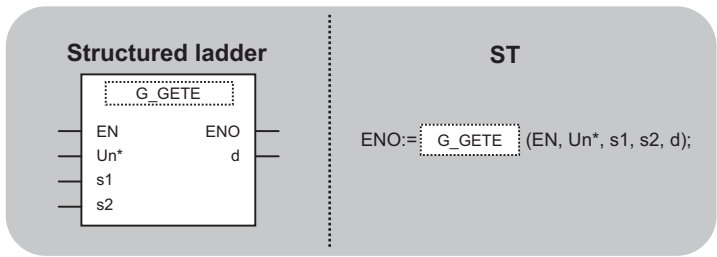 Structured ladder
G_GETE
EN ENO
Un* d
s1
s2
ST
ENO:= G_GETE (EN, Un*, s1, s2, d);